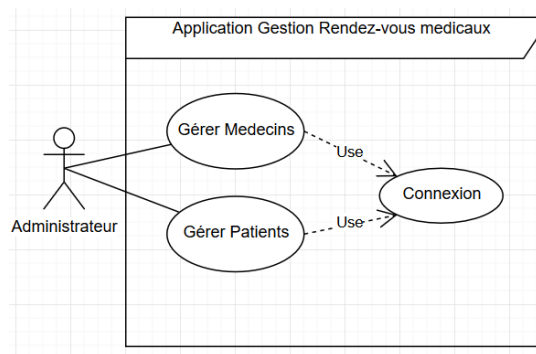 Application Gestion Rendez-vous medicaux
Gérer Medecins
Use
Connexion
Administrateur
Gérer Patients
Use